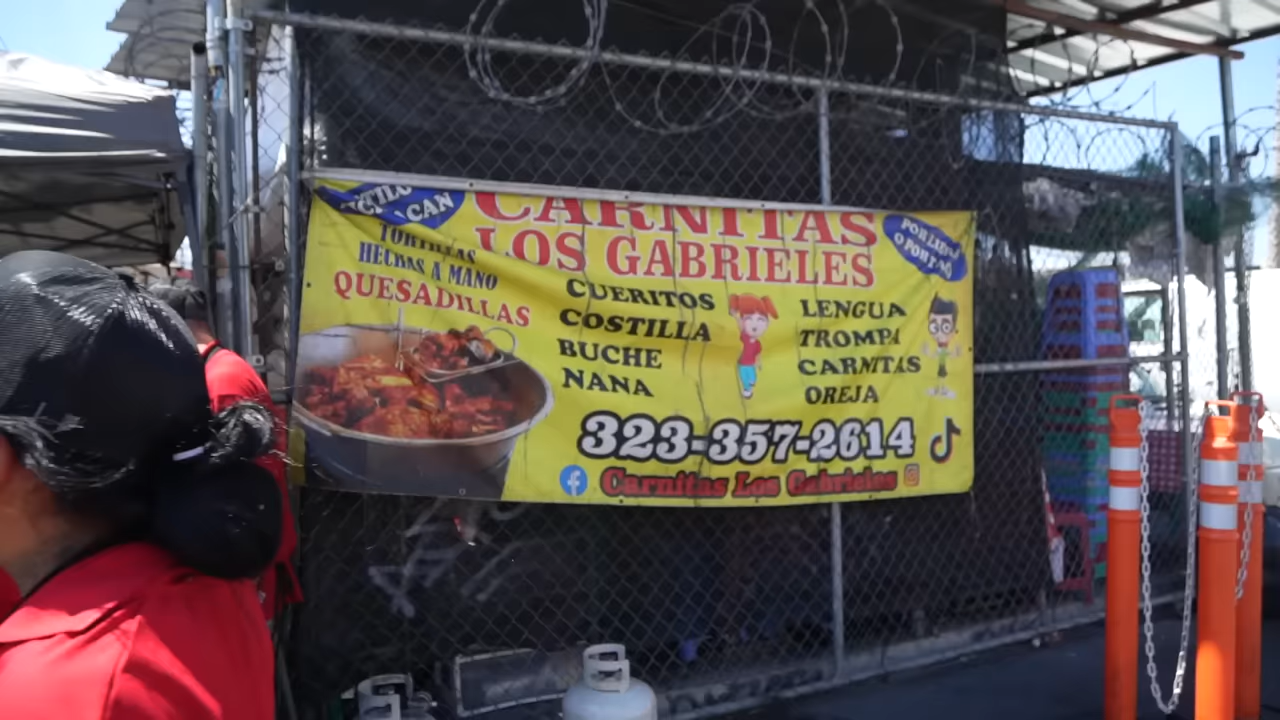 CARNITAS
LOS GABRIELES
TORTILLAS
HECHAS A MANO
QUESADILLAS
CUERITOS
COSTILLA
BUCHE
NANA
LENGUA
TROMPA
CARNITAS
OREJA
323-357-2614
Carnitas Los Gabrieles